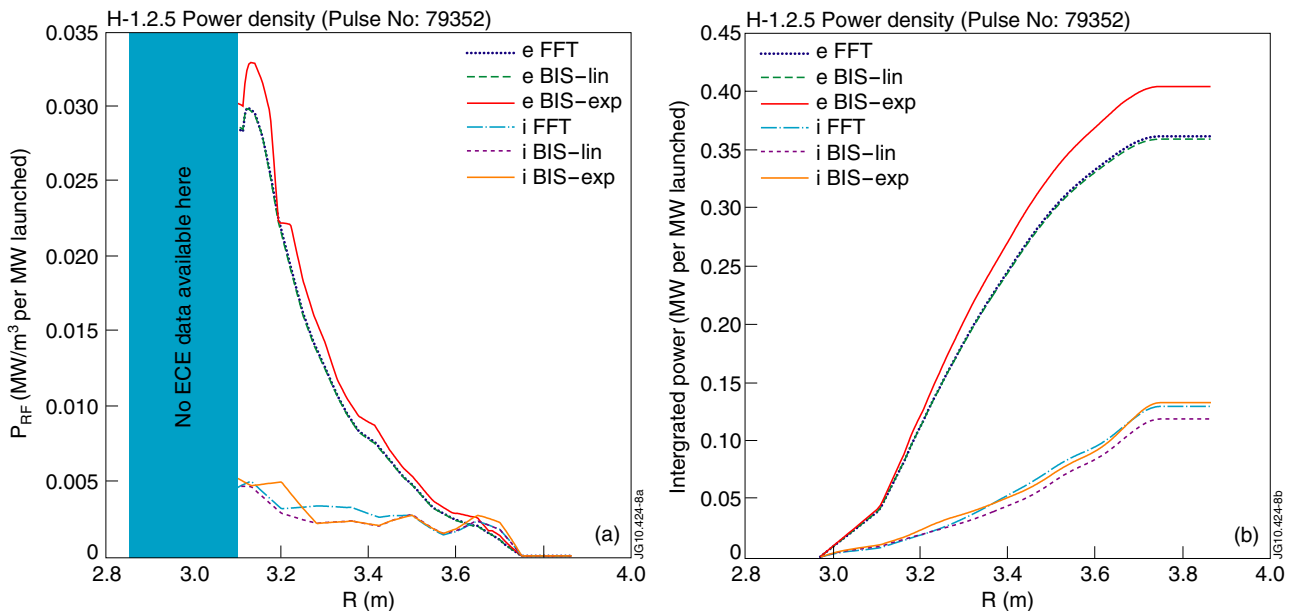 H-1.2.5 Power density (Pulse No: 79352)
0.035
0.030
0.025
0.020
0.015
0.010
0.005
0
P_RF (MW/m³ per MW launched)
No ECE data available here
e FFT
e BIS–lin
e BIS–exp
i FFT
i BIS–lin
i BIS–exp
(a)
JG10.424-8a
2.8
3.0
3.2
3.4
3.6
3.8
4.0
R (m)
H-1.2.5 Power density (Pulse No: 79352)
0.45
0.40
0.35
0.30
0.25
0.20
0.15
0.10
0.05
0.00
Intergrated power (MW per MW launched)
e FFT
e BIS–lin
e BIS–exp
i FFT
i BIS–lin
i BIS–exp
(b)
JG10.424-8b
2.8
3.0
3.2
3.4
3.6
3.8
4.0
R (m)